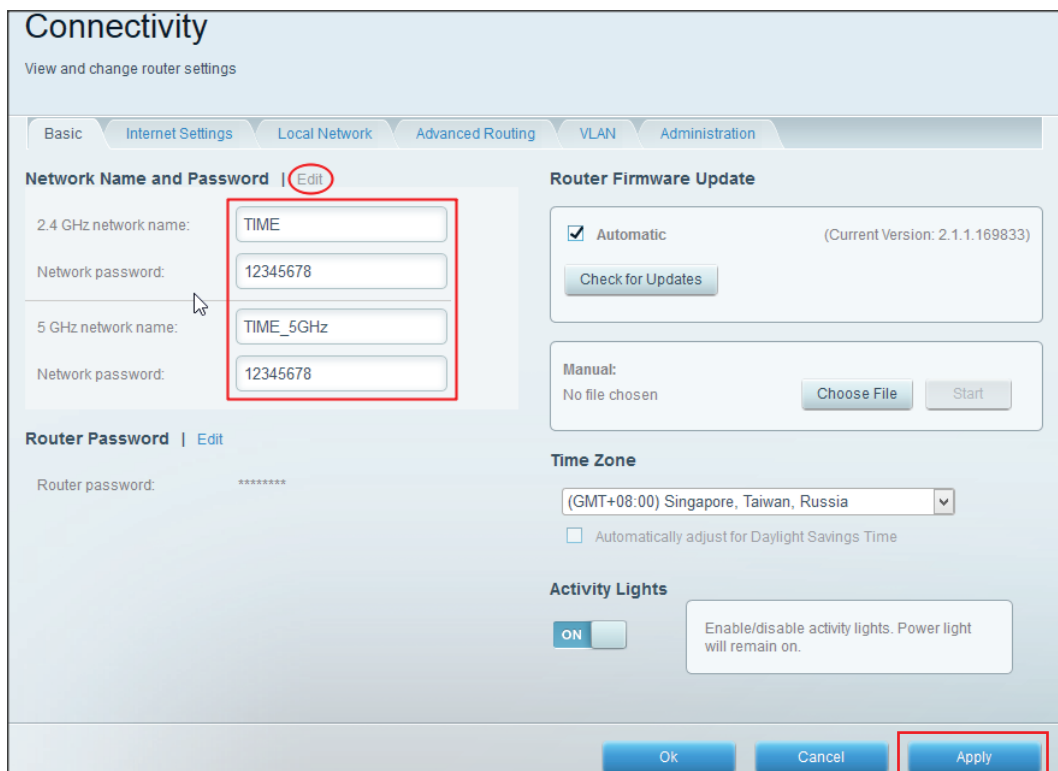 Connectivity
View and change router settings
Basic Internet Settings Local Network Advanced Routing VLAN Administration
Network Name and Password | Edit
2.4 GHz network name: TIME
Network password: 12345678
5 GHz network name: TIME_5GHz
Network password: 12345678
Router Password | Edit
Router password: ********
Router Firmware Update
Automatic (Current Version: 2.1.1.169833)
Check for Updates
Manual:
No file chosen Choose File Start
Time Zone
(GMT+08:00) Singapore, Taiwan, Russia
Automatically adjust for Daylight Savings Time
Activity Lights
ON
Enable/disable activity lights. Power light
will remain on.
Ok Cancel Apply